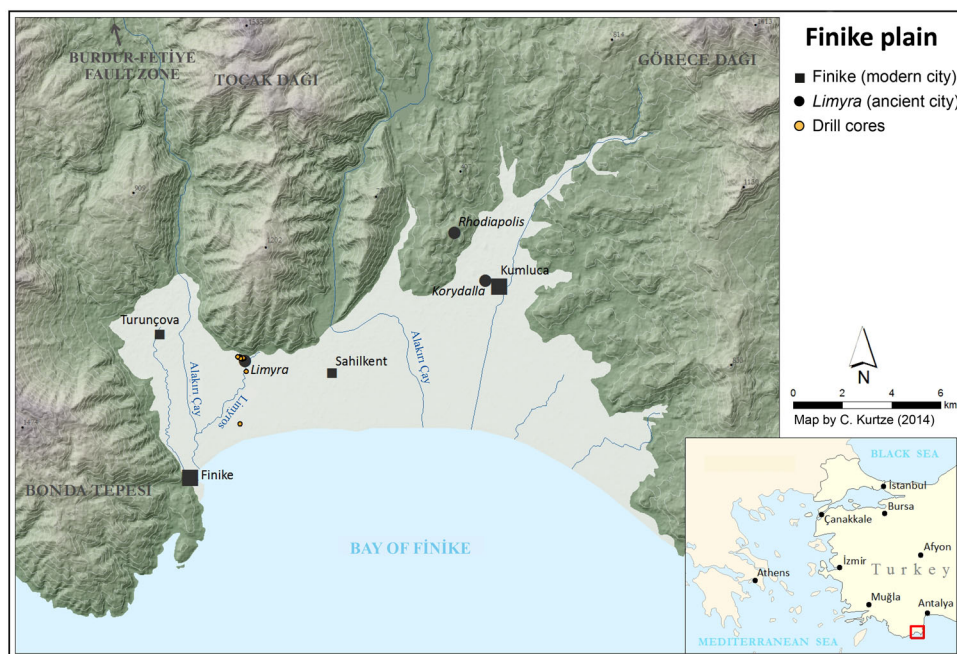 Finike plain
Finike (modern city)
Limyra (ancient city)
Drill cores
BURDUR-FETİYE
FAULT ZONE
TOÇAK DAĞI
GÖRECE DAĞI
Rhodiapolis
Korydalla
Kumluca
Turunçova
Alakırı Çay
Limyra
Limyros
Sahilkent
Alakırı Çay
Finike
BONDA TEPESİ
BAY OF FİNİKE
N
0 2 4 6
km
Map by C. Kurtze (2014)
BLACK SEA
İstanbul
Bursa
Çanakkale
Afyon
İzmir
Turkey
Athens
Muğla
Antalya
MEDITERRANEAN SEA